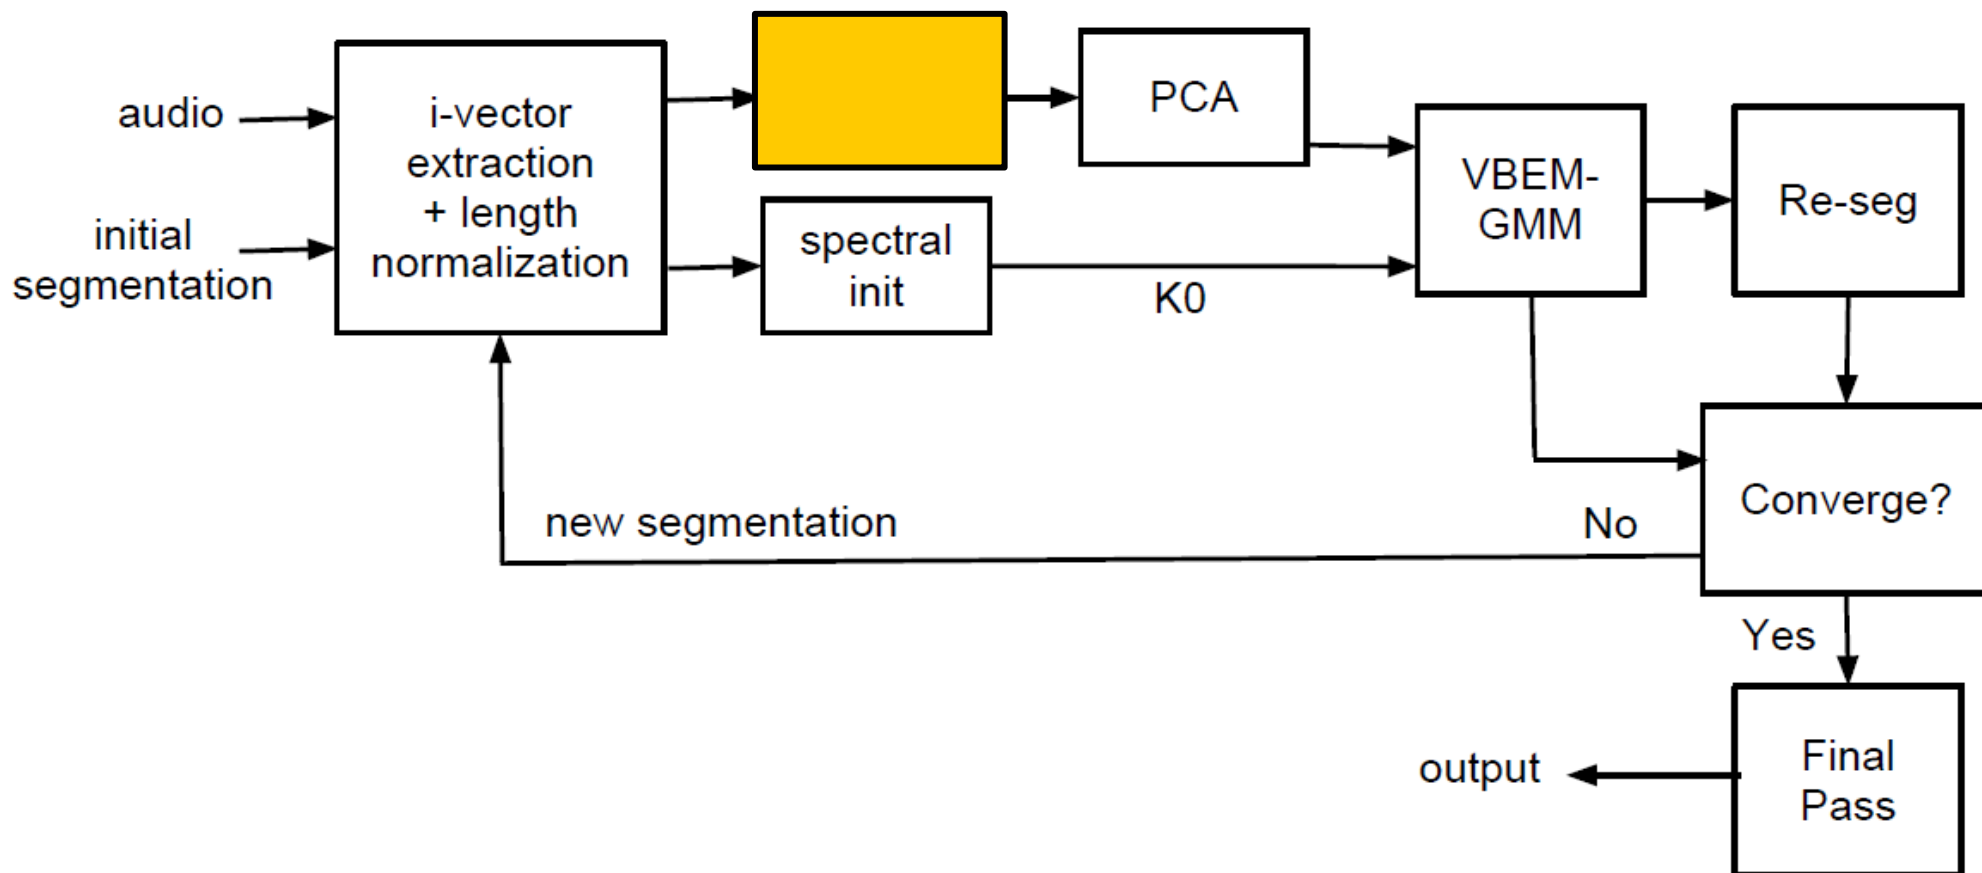 audio
initial
segmentation
i-vector
extraction
+ length
normalization
PCA
spectral
init
K0
VBEM-
GMM
Re-seg
Converge?
No
new segmentation
Yes
Final
Pass
output